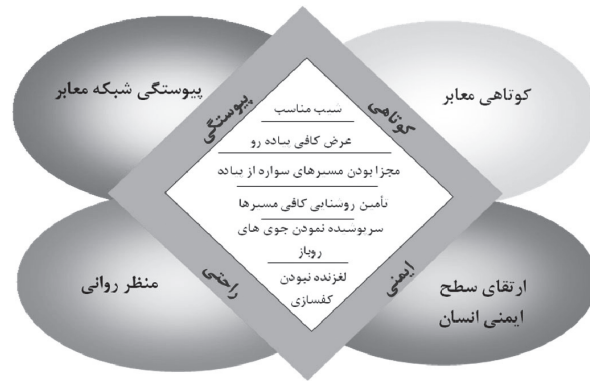 کوتاهی معابر
پیوستگی شبکه معابر
کوتاهی
پیوستگی
شیب مناسب
عرض کافی پیاده رو
مجزا بودن مسیرهای سواره از پیاده
تأمین روشنایی کافی مسیرها
سرپوشیده نمودن جوی های
روباز
لغزنده نبودن
کفسازی
ایمنی
راحتی
ارتقای سطح
ایمنی انسان
منظر روانی